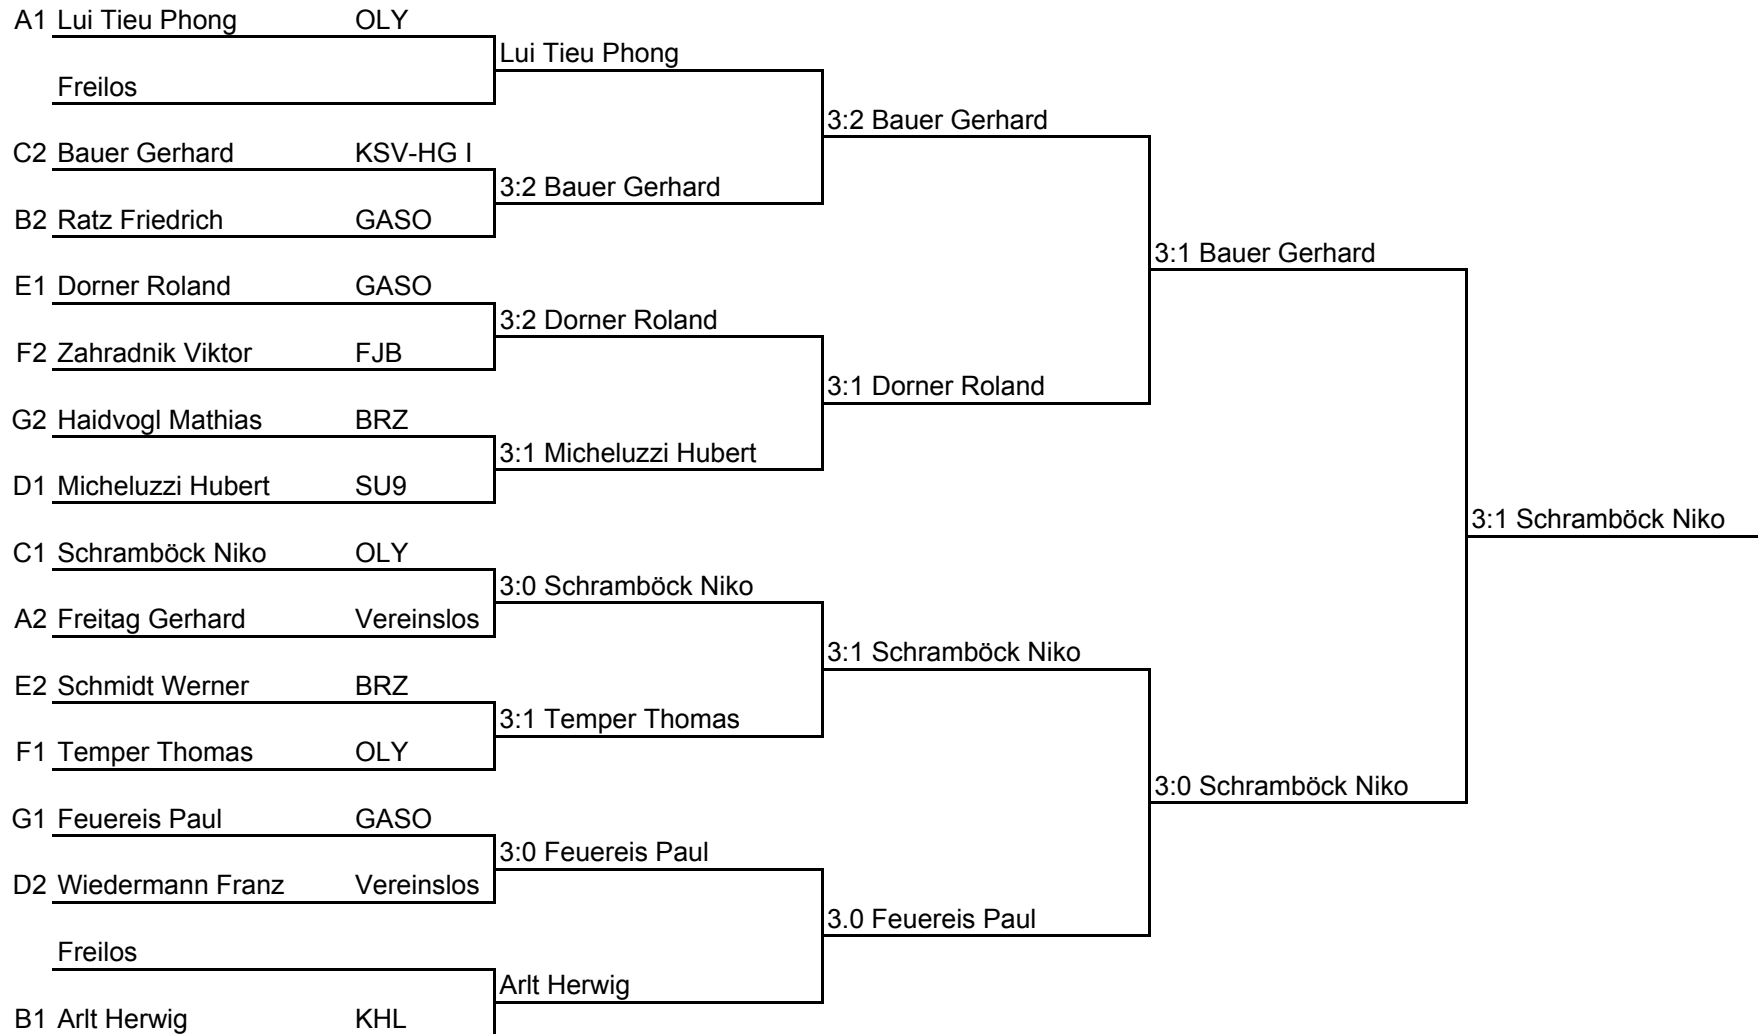 A1 Lui Tieu Phong OLY
Lui Tieu Phong
Freilos
3:2 Bauer Gerhard
C2 Bauer Gerhard KSV-HG I
3:2 Bauer Gerhard
B2 Ratz Friedrich GASO
3:1 Bauer Gerhard
E1 Dorner Roland GASO
3:2 Dorner Roland
F2 Zahradnik Viktor FJB
3:1 Dorner Roland
G2 Haidvogl Mathias BRZ
3:1 Micheluzzi Hubert
D1 Micheluzzi Hubert SU9
3:1 Schramböck Niko
C1 Schramböck Niko OLY
3:0 Schramböck Niko
A2 Freitag Gerhard Vereinslos
3:1 Schramböck Niko
E2 Schmidt Werner BRZ
3:1 Temper Thomas
F1 Temper Thomas OLY
3:0 Schramböck Niko
G1 Feuereis Paul GASO
3:0 Feuereis Paul
D2 Wiedermann Franz Vereinslos
3.0 Feuereis Paul
Freilos
Arlt Herwig
B1 Arlt Herwig KHL